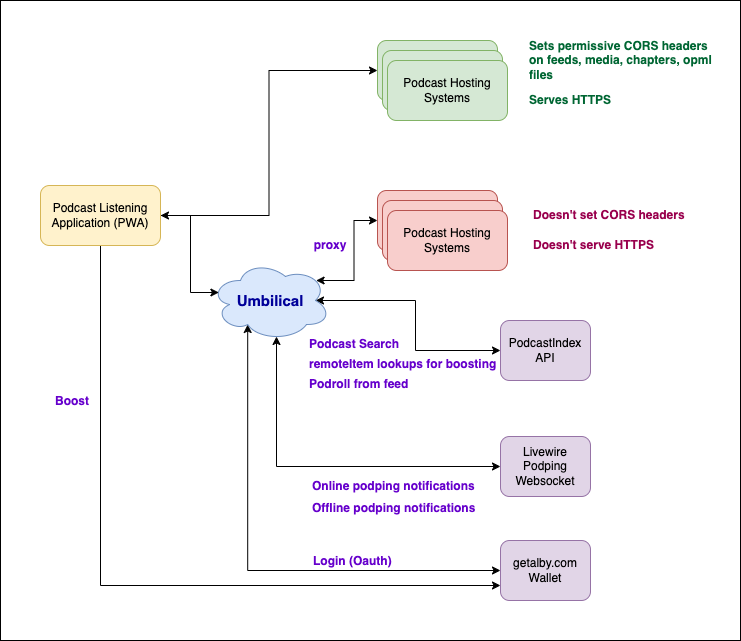 Podcast Hosting
Systems
Sets permissive CORS headers
on feeds, media, chapters, opml
files
Serves HTTPS
Podcast Listening
Application (PWA)
Podcast Hosting
Systems
Doesn't set CORS headers
Doesn't serve HTTPS
proxy
Umbilical
Podcast Search
remoteItem lookups for boosting
Podroll from feed
PodcastIndex
API
Boost
Livewire
Podping
Websocket
Online podping notifications
Offline podping notifications
Login (Oauth)
getalby.com
Wallet